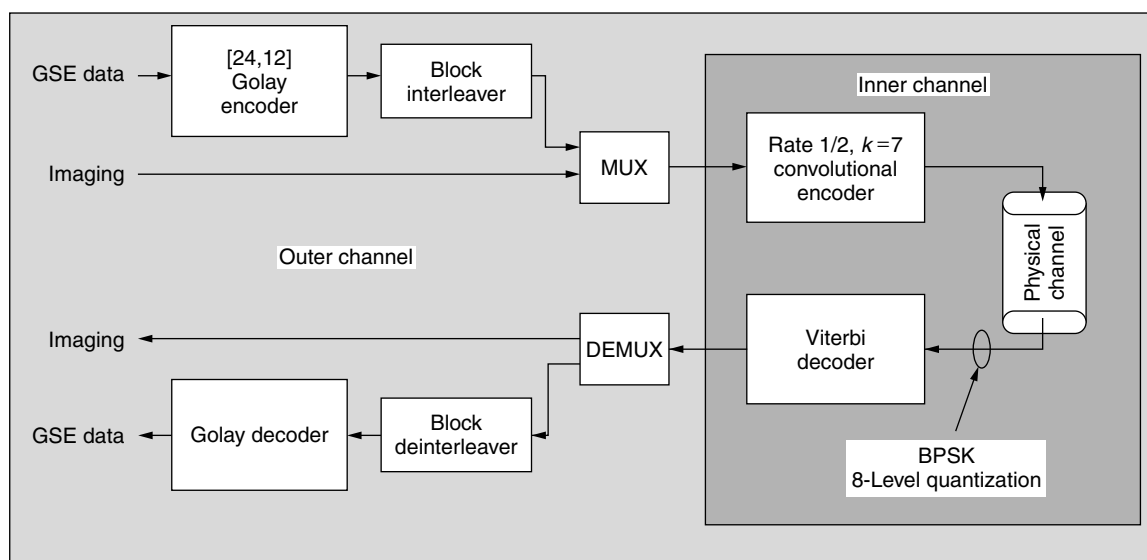 GSE data
[24,12]
Golay
encoder
Block
interleaver
Imaging
MUX
Inner channel
Rate 1/2, k=7
convolutional
encoder
Physical
channel
Outer channel
Imaging
DEMUX
Viterbi
decoder
GSE data
Golay decoder
Block
deinterleaver
BPSK
8-Level quantization